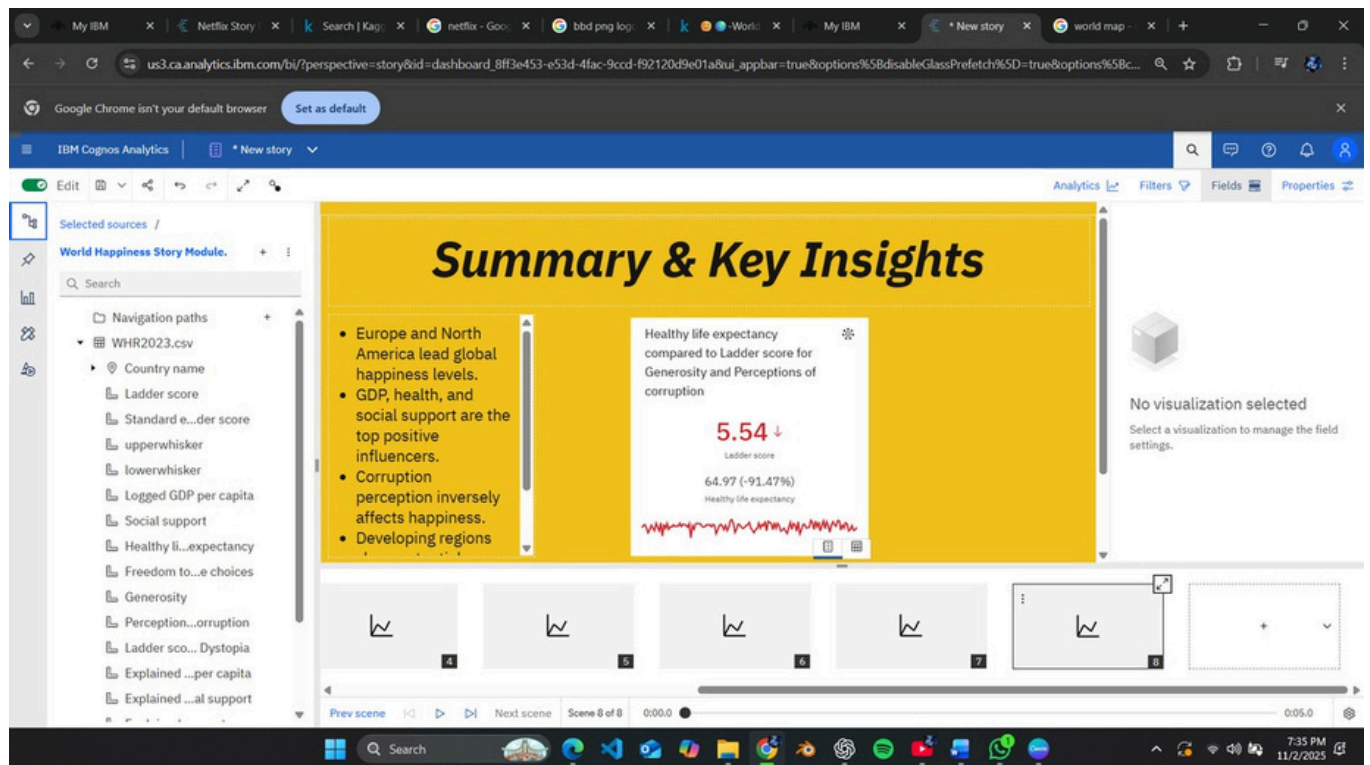 My IBM
Netflix Story
Search | Kagg
netflix - Goog
bbd png logo
-World
My IBM
* New story
world map -
us3.ca.analytics.ibm.com/bi/?perspective=story&id=dashboard_8ff3e453-e53d-4fac-9ccd-f92120d9e01a&ui_appbar=true&options%5BdisableGlassPrefetch%5D=true&options%5Bc...
Google Chrome isn't your default browser
Set as default
IBM Cognos Analytics
* New story
Edit
Analytics
Filters
Fields
Properties
Selected sources /
World Happiness Story Module.
Search
Navigation paths
WHR2023.csv
Country name
Ladder score
Standard e...der score
upperwhisker
lowerwhisker
Logged GDP per capita
Social support
Healthy li...expectancy
Freedom to...e choices
Generosity
Perception...orruption
Ladder sco... Dystopia
Explained ...per capita
Explained ...al support
Summary & Key Insights
• Europe and North
America lead global
happiness levels.
• GDP, health, and
social support are the
top positive
influencers.
• Corruption
perception inversely
affects happiness.
• Developing regions
Healthy life expectancy
compared to Ladder score for
Generosity and Perceptions of
corruption
5.54
Ladder score
64.97 (-91.47%)
Healthy life expectancy
No visualization selected
Select a visualization to manage the field
settings.
4
5
6
7
8
Prev scene
Next scene
Scene 8 of 8
0:00.0
0:05.0
Search
7:35 PM
11/2/2025